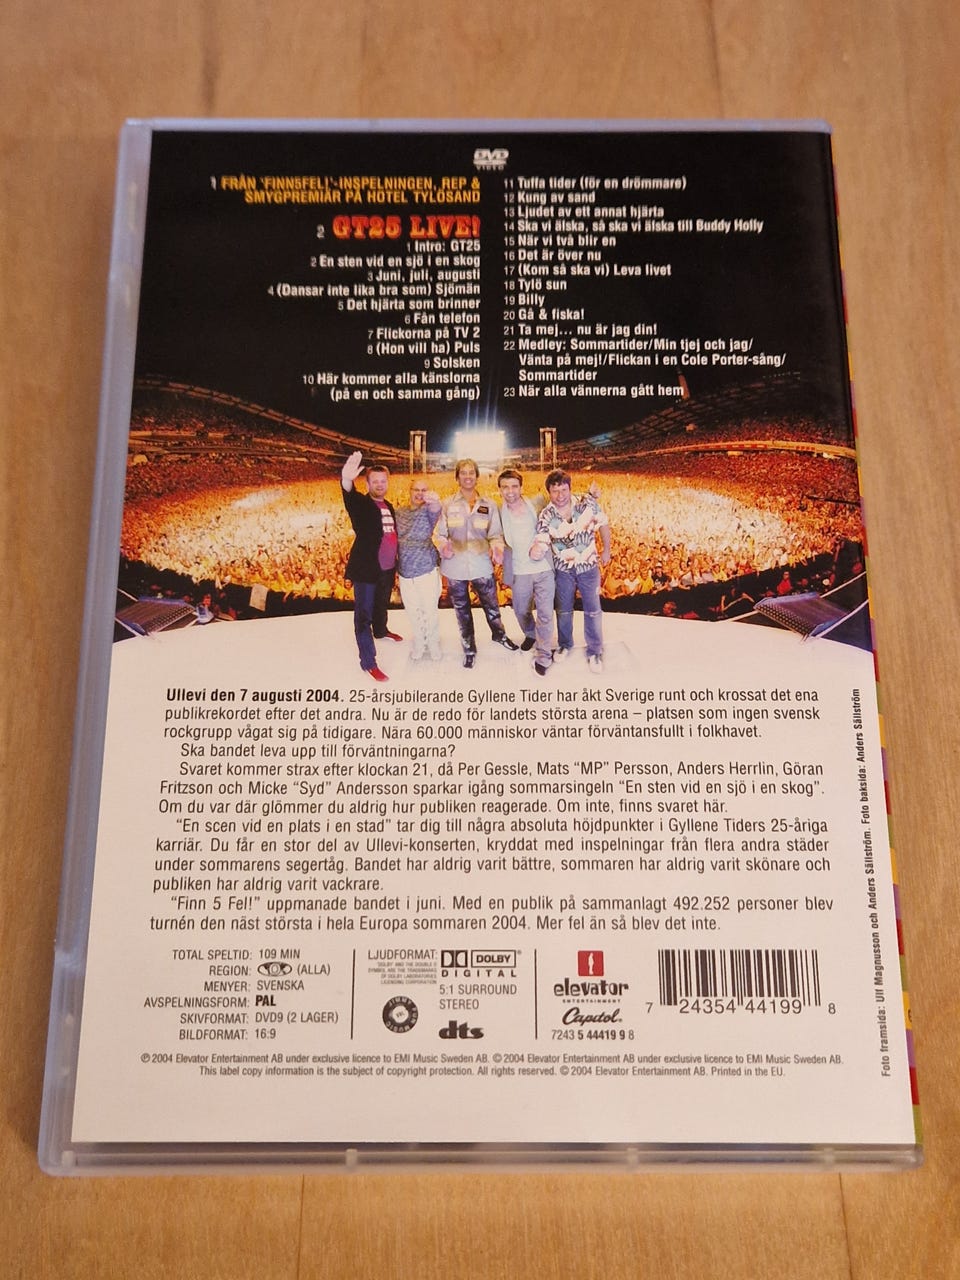 DVD
VIDEO
1 FRÅN 'FINN5FEL!'-INSPELNINGEN, REP &
SMYGPREMIÄR PÅ HOTEL TYLÖSAND
2 GT25 LIVE!
1 Intro: GT25
2 En sten vid en sjö i en skog
3 Juni, juli, augusti
4 (Dansar inte lika bra som) Sjömän
5 Det hjärta som brinner
6 Fån telefon
7 Flickorna på TV 2
8 (Hon vill ha) Puls
9 Solsken
10 Här kommer alla känslorna
(på en och samma gång)
11 Tuffa tider (för en drömmare)
12 Kung av sand
13 Ljudet av ett annat hjärta
14 Ska vi älska, så ska vi älska till Buddy Holly
15 När vi två blir en
16 Det är över nu
17 (Kom så ska vi) Leva livet
18 Tylö sun
19 Billy
20 Gå & fiska!
21 Ta mej... nu är jag din!
22 Medley: Sommartider/Min tjej och jag/
Vänta på mej!/Flickan i en Cole Porter-sång/
Sommartider
23 När alla vännerna gått hem
Ullevi den 7 augusti 2004. 25-årsjubilerande Gyllene Tider har åkt Sverige runt och krossat det ena
publikrekordet efter det andra. Nu är de redo för landets största arena – platsen som ingen svensk
rockgrupp vågat sig på tidigare. Nära 60.000 människor väntar förväntansfullt i folkhavet.
Ska bandet leva upp till förväntningarna?
Svaret kommer strax efter klockan 21, då Per Gessle, Mats "MP" Persson, Anders Herrlin, Göran
Fritzson och Micke "Syd" Andersson sparkar igång sommarsingeln "En sten vid en sjö i en skog".
Om du var där glömmer du aldrig hur publiken reagerade. Om inte, finns svaret här.
"En scen vid en plats i en stad" tar dig till några absoluta höjdpunkter i Gyllene Tiders 25-åriga
karriär. Du får en stor del av Ullevi-konserten, kryddat med inspelningar från flera andra städer
under sommarens segertåg. Bandet har aldrig varit bättre, sommaren har aldrig varit skönare och
publiken har aldrig varit vackrare.
"Finn 5 Fel!" uppmanade bandet i juni. Med en publik på sammanlagt 492.252 personer blev
turnén den näst största i hela Europa sommaren 2004. Mer fel än så blev det inte.
TOTAL SPELTID: 109 MIN
REGION: (ALLA)
MENYER: SVENSKA
AVSPELNINGSFORM: PAL
SKIVFORMAT: DVD9 (2 LAGER)
BILDFORMAT: 16:9
LJUDFORMAT:
"DOLBY AND THE DOUBLE D
SYMBOL ARE THE TRADEMARKS
OF DOLBY LABORATORIES
LICENSING CORPORATION"
DOLBY
DIGITAL
5:1 SURROUND
STEREO
dts
elevator
ENTERTAINMENT
Capitol
7243 5 44419 9 8
7 24354 44199 8
℗ 2004 Elevator Entertainment AB under exclusive licence to EMI Music Sweden AB. © 2004 Elevator Entertainment AB under exclusive licence to EMI Music Sweden AB.
This label copy information is the subject of copyright protection. All rights reserved. © 2004 Elevator Entertainment AB. Printed in the EU.
Foto framsida: Ulf Magnusson och Anders Sällström. Foto baksida: Anders Sällström